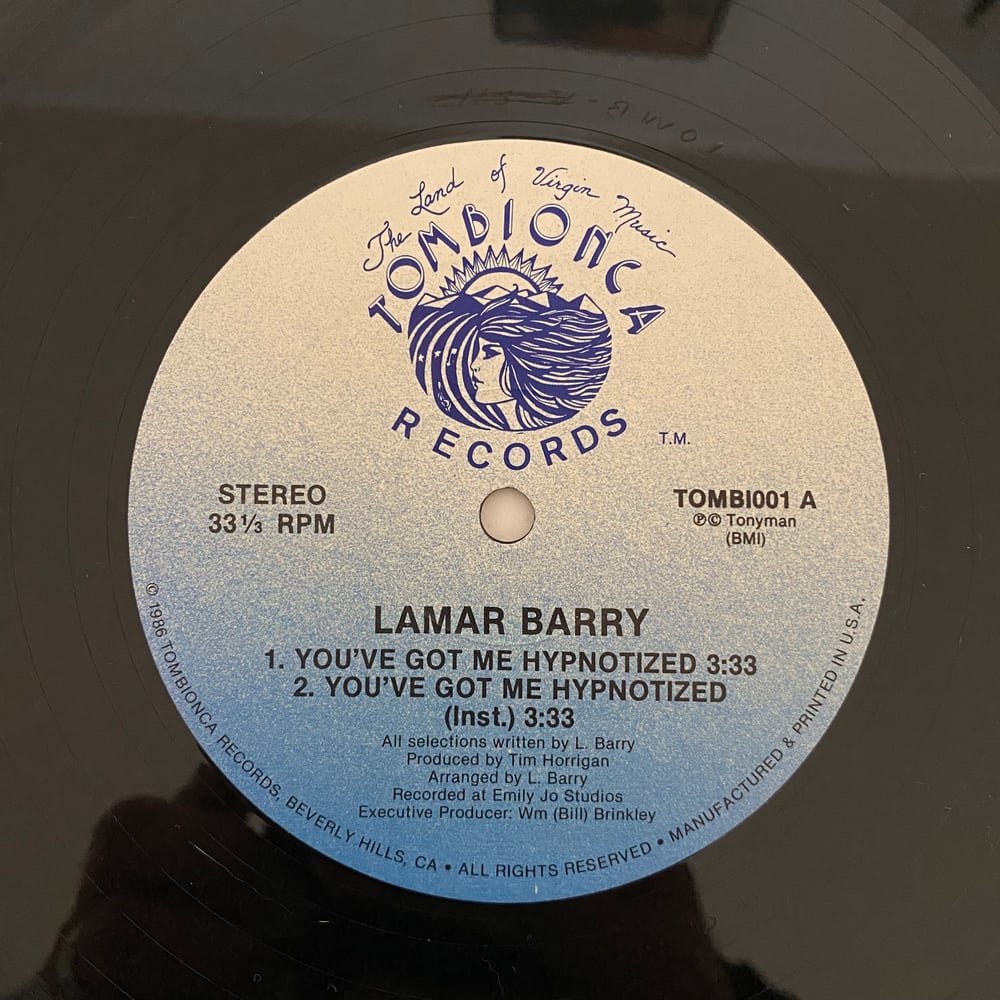 The Land of Virgin Music
TOMBIONCA
RECORDS
T.M.
STEREO
33⅓ RPM
TOMBI001 A
℗© Tonyman
(BMI)
LAMAR BARRY
1. YOU'VE GOT ME HYPNOTIZED 3:33
2. YOU'VE GOT ME HYPNOTIZED
(Inst.) 3:33
All selections written by L. Barry
Produced by Tim Horrigan
Arranged by L. Barry
Recorded at Emily Jo Studios
Executive Producer: Wm (Bill) Brinkley
© 1986 TOMBIONCA RECORDS, BEVERLY HILLS, CA • ALL RIGHTS RESERVED • MANUFACTURED & PRINTED IN U.S.A.